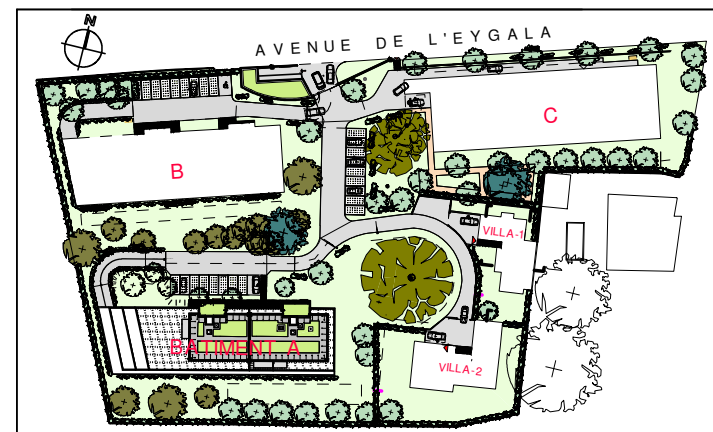 N
AVENUE DE L'EYGALA
C
B
VILLA-1
BATIMENT A
VILLA-2